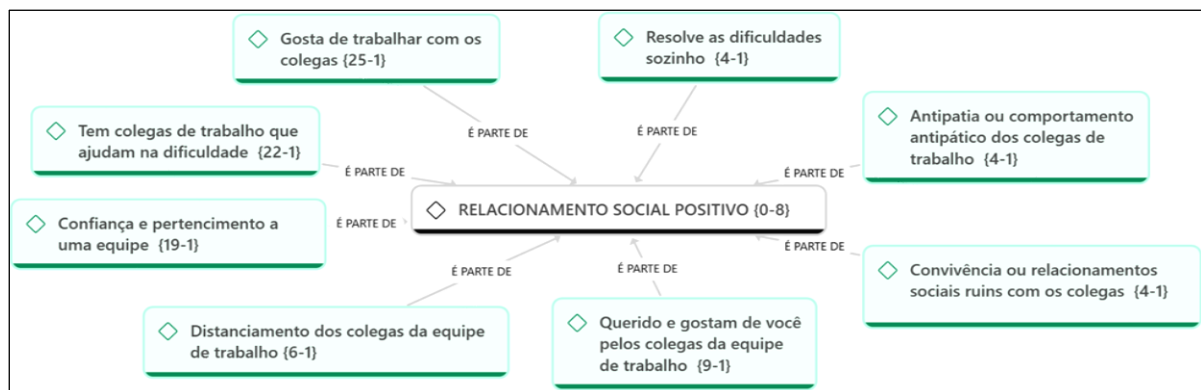 Gosta de trabalhar com os
colegas {25-1}
Resolve as dificuldades
sozinho {4-1}
Tem colegas de trabalho que
ajudam na dificuldade {22-1}
Antipatia ou comportamento
antipático dos colegas de
trabalho {4-1}
É PARTE DE
É PARTE DE
É PARTE DE
É PARTE DE
Confiança e pertencimento a
uma equipe {19-1}
É PARTE DE
RELACIONAMENTO SOCIAL POSITIVO {0-8}
É PARTE DE
É PARTE DE
É PARTE DE
Convivência ou relacionamentos
sociais ruins com os colegas {4-1}
Distanciamento dos colegas da equipe
de trabalho {6-1}
Querido e gostam de você
pelos colegas da equipe
de trabalho {9-1}